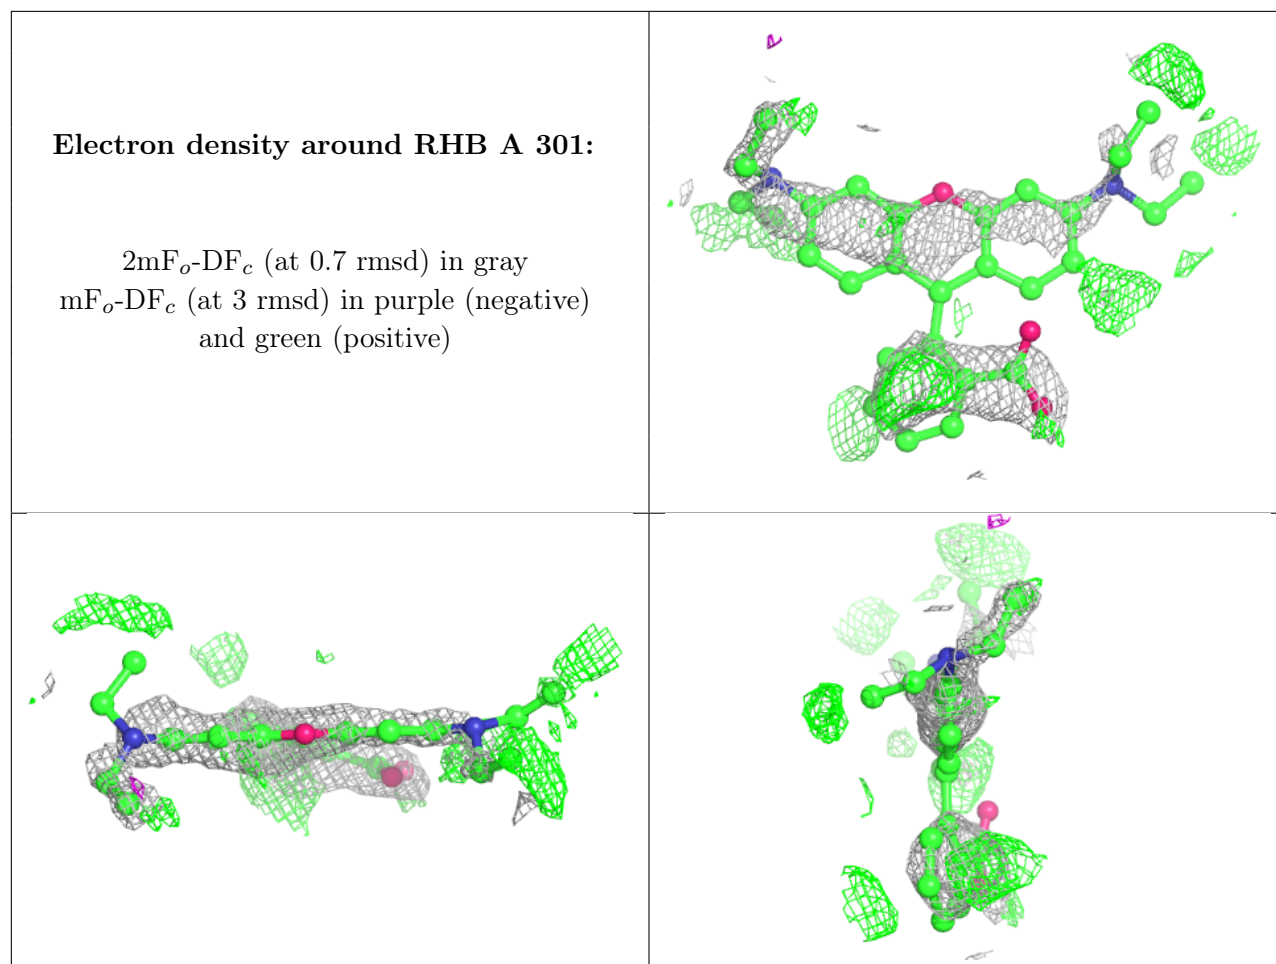 Electron density around RHB A 301:
2mFo-DFc (at 0.7 rmsd) in gray
mFo-DFc (at 3 rmsd) in purple (negative)
and green (positive)